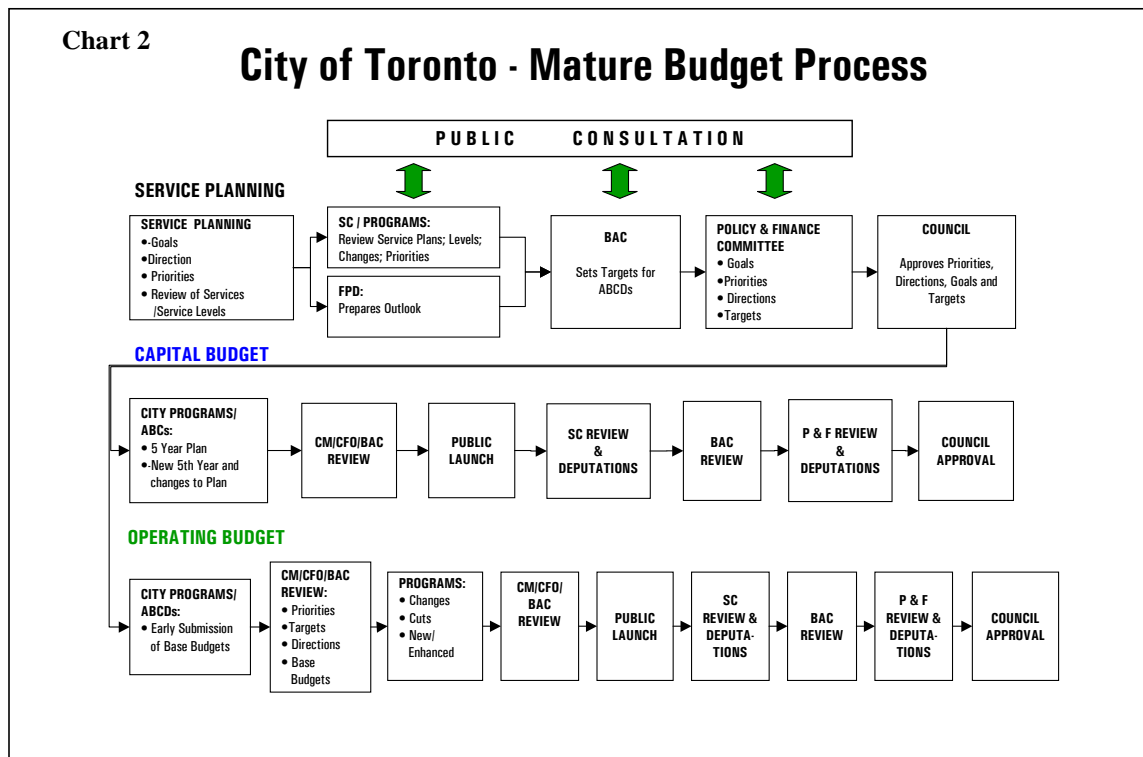 Chart 2
City of Toronto - Mature Budget Process
PUBLIC CONSULTATION
SERVICE PLANNING
SERVICE PLANNING
•-Goals
•Direction
• Priorities
• Review of Services
/Service Levels
SC / PROGRAMS:
Review Service Plans; Levels;
Changes; Priorities
FPD:
Prepares Outlook
BAC
Sets Targets for
ABCDs
POLICY & FINANCE
COMMITTEE
• Goals
•Priorities
• Directions
•Targets
COUNCIL
Approves Priorities,
Directions, Goals and
Targets
CAPITAL BUDGET
CITY PROGRAMS/
ABCs:
• 5 Year Plan
•-New 5th Year and
changes to Plan
CM/CFO/BAC
REVIEW
PUBLIC
LAUNCH
SC REVIEW
&
DEPUTATIONS
BAC
REVIEW
P & F REVIEW
&
DEPUTATIONS
COUNCIL
APPROVAL
OPERATING BUDGET
CITY PROGRAMS/
ABCDs:
• Early Submission
of Base Budgets
CM/CFO/BAC
REVIEW:
• Priorities
•Targets
• Directions
• Base
Budgets
PROGRAMS:
• Changes
• Cuts
• New/
Enhanced
CM/CFO/
BAC
REVIEW
PUBLIC
LAUNCH
SC
REVIEW &
DEPUTA-
TIONS
BAC
REVIEW
P & F
REVIEW &
DEPUTA-
TIONS
COUNCIL
APPROVAL